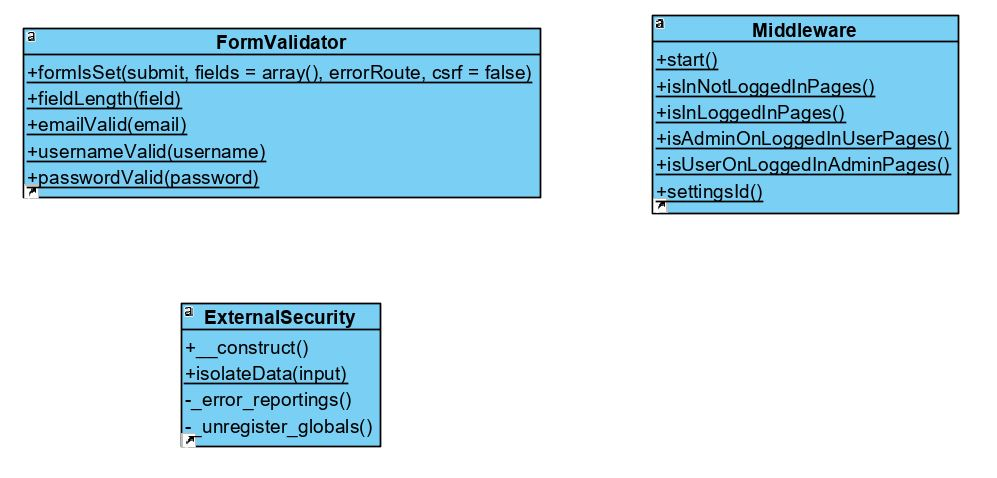 a
FormValidator
+formIsSet(submit, fields = array(), errorRoute, csrf = false)
+fieldLength(field)
+emailValid(email)
+usernameValid(username)
+passwordValid(password)
a
Middleware
+start()
+isInNotLoggedInPages()
+isInLoggedInPages()
+isAdminOnLoggedInUserPages()
+isUserOnLoggedInAdminPages()
+settingsId()
a
ExternalSecurity
+__construct()
+isolateData(input)
-_error_reportings()
-_unregister_globals()